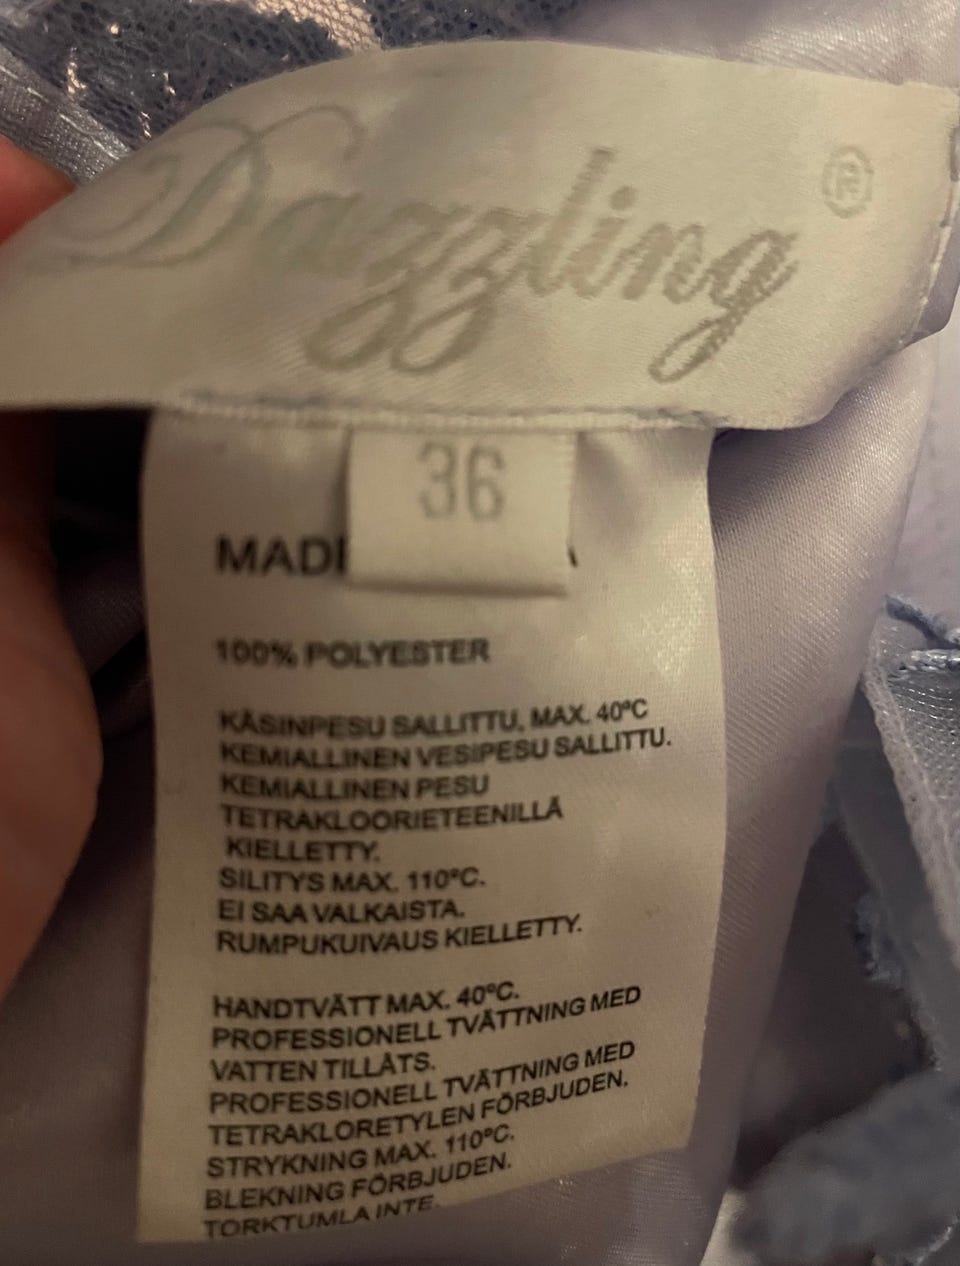 Dazzling®
36
MADE
100% POLYESTER
KÄSINPESU SALLITTU, MAX. 40°C
KEMIALLINEN VESIPESU SALLITTU.
KEMIALLINEN PESU
TETRAKLOORIETEENILLÄ
KIELLETTY.
SILITYS MAX. 110°C.
EI SAA VALKAISTA.
RUMPUKUIVAUS KIELLETTY.
HANDTVÄTT MAX. 40°C.
PROFESSIONELL TVÄTTNING MED
VATTEN TILLÅTS.
PROFESSIONELL TVÄTTNING MED
TETRAKLORETYLEN FÖRBJUDEN.
STRYKNING MAX. 110°C.
BLEKNING FÖRBJUDEN.
TORKTUMLA INTE.